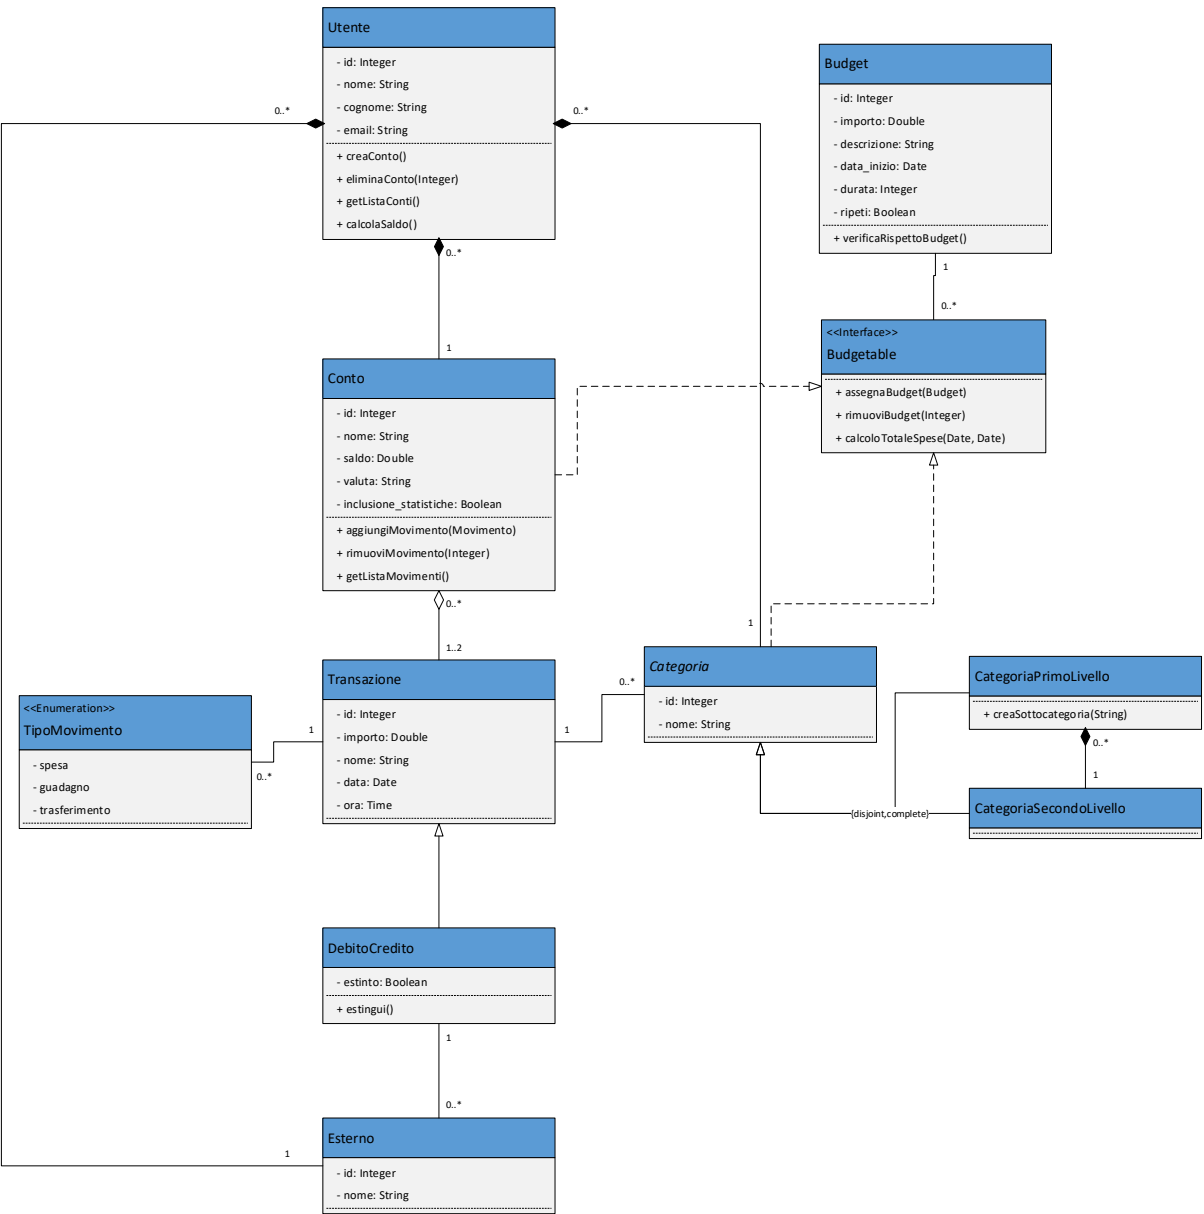 Utente
- id: Integer
- nome: String
- cognome: String
- email: String
+ creaConto()
+ eliminaConto(Integer)
+ getListaConti()
+ calcolaSaldo()
0..*
0..*
0..*
1
Budget
- id: Integer
- importo: Double
- descrizione: String
- data_inizio: Date
- durata: Integer
- ripeti: Boolean
+ verificaRispettoBudget()
1
0..*
<<Interface>>
Budgetable
+ assegnaBudget(Budget)
+ rimuoviBudget(Integer)
+ calcoloTotaleSpese(Date, Date)
Conto
- id: Integer
- nome: String
- saldo: Double
- valuta: String
- inclusione_statistiche: Boolean
+ aggiungiMovimento(Movimento)
+ rimuoviMovimento(Integer)
+ getListaMovimenti()
0..*
1..2
1
Categoria
- id: Integer
- nome: String
0..*
1
CategoriaPrimoLivello
+ creaSottocategoria(String)
0..*
1
CategoriaSecondoLivello
{disjoint,complete}
Transazione
- id: Integer
- importo: Double
- nome: String
- data: Date
- ora: Time
<<Enumeration>>
TipoMovimento
- spesa
- guadagno
- trasferimento
1
0..*
DebitoCredito
- estinto: Boolean
+ estingui()
1
0..*
Esterno
- id: Integer
- nome: String
1